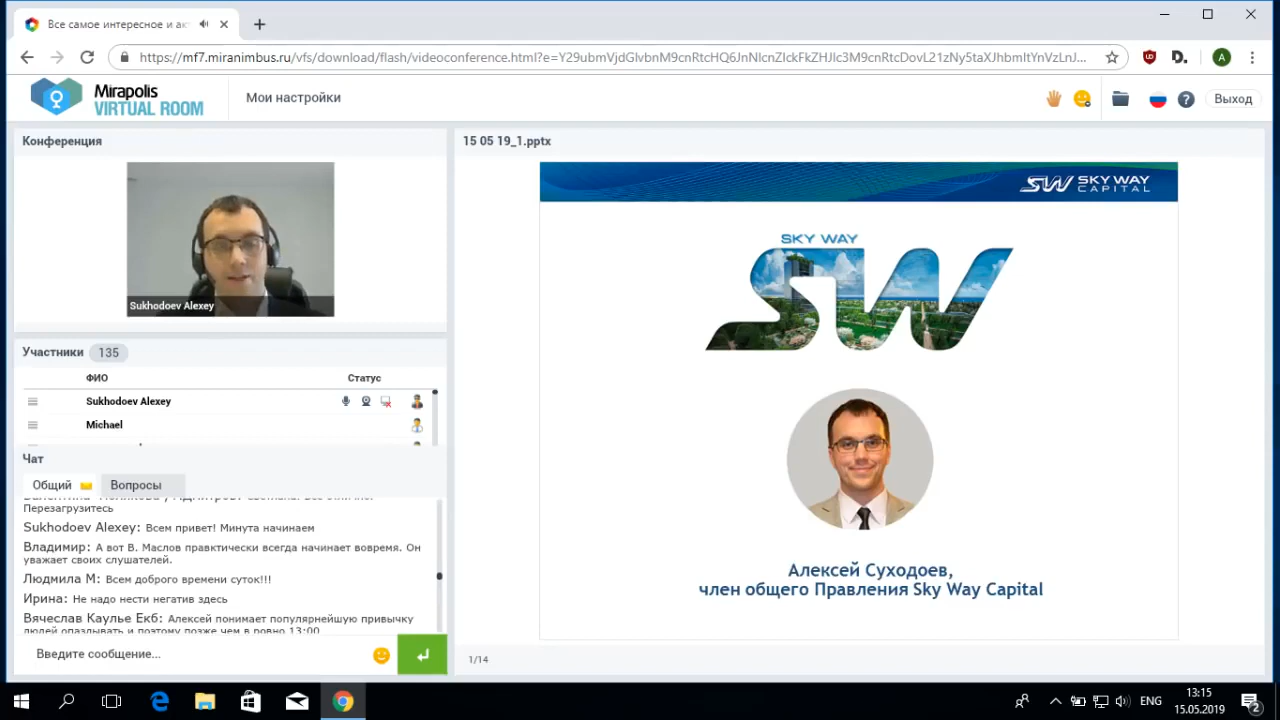 Все самое интересное и ак
https://mf7.miranimbus.ru/vfs/download/flash/videoconference.html?e=
Mirapolis
VIRTUAL ROOM
Мои настройки
Выход
Конференция
15 05 19_1.pptx
SKY WAY
CAPITAL
SKY WAY
SW
Sukhodoev Alexey
Участники 135
ФИО Статус
Sukhodoev Alexey
Michael
Чат
Общий Вопросы
Перезагрузитесь
Sukhodoev Alexey: Всем привет! Минута начинаем
Владимир: А вот В. Маслов правктически всегда начинает вовремя. Он
уважает своих слушателей.
Людмила М: Всем доброго времени суток!!!
Ирина: Не надо нести негатив здесь
Вячеслав Каулье Екб: Алексей понимает популярнейшую привычку
людей опаздывать и поэтому позже чем в ровно 13:00
Введите сообщение...
Алексей Суходоев,
член общего Правления Sky Way Capital
1/14
ENG
13:15
15.05.2019
2